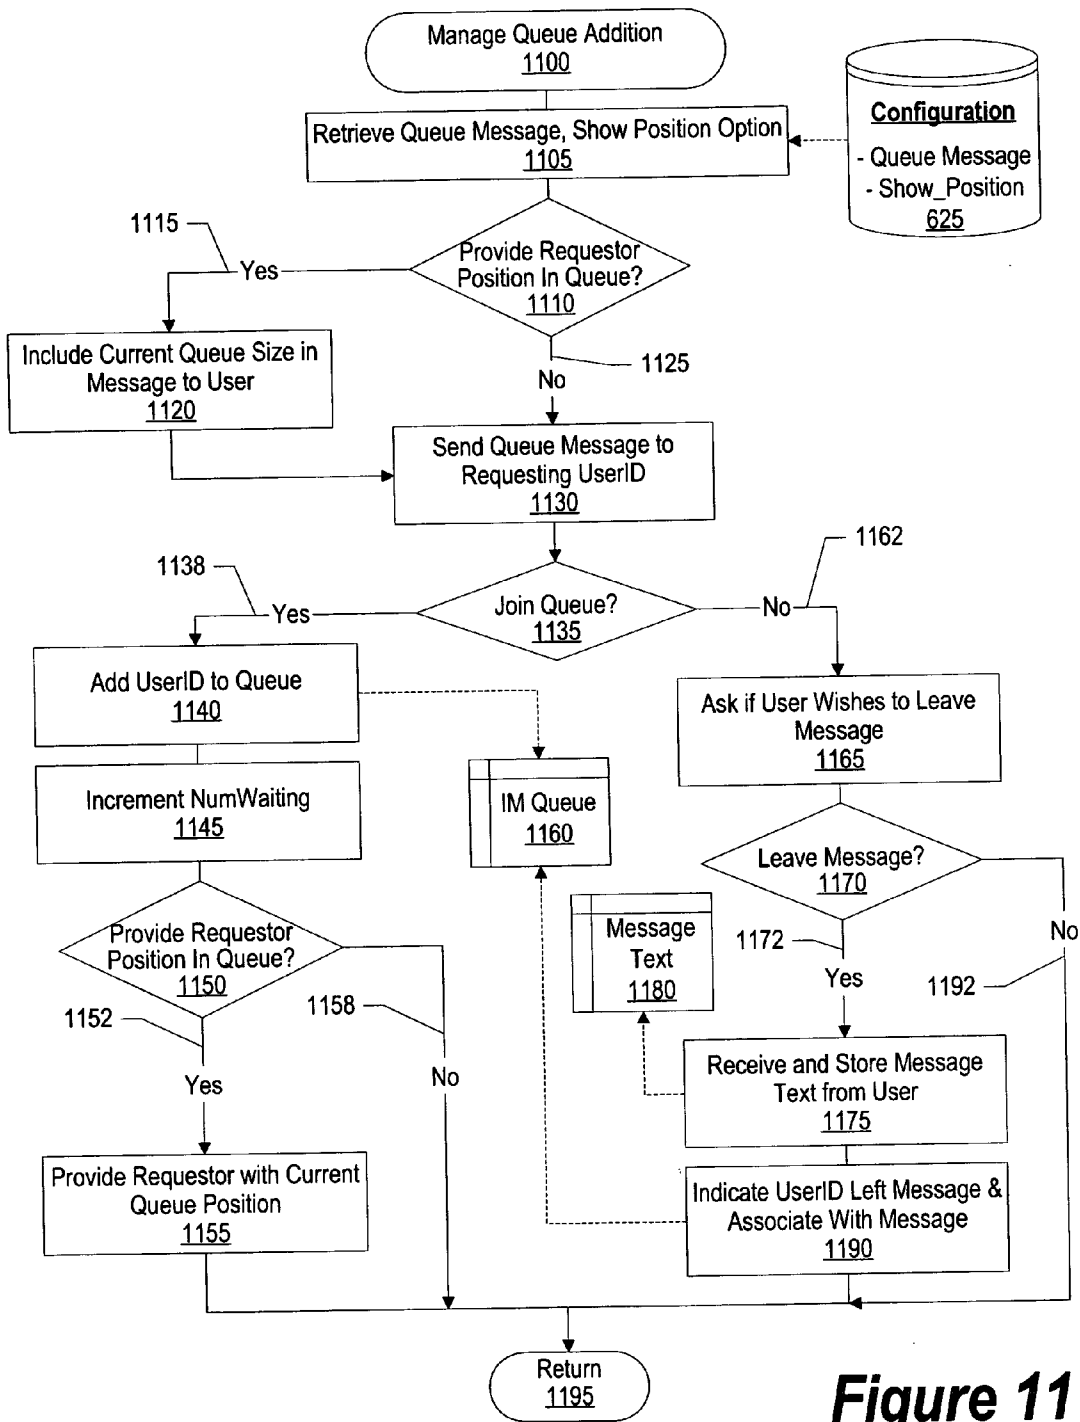 Manage Queue Addition
1100
Retrieve Queue Message, Show Position Option
1105
Configuration
- Queue Message
- Show_Position
625
1115
Yes
Provide Requestor
Position In Queue?
1110
1125
No
Include Current Queue Size in
Message to User
1120
Send Queue Message to
Requesting UserID
1130
1138
Yes
Join Queue?
1135
No
1162
Add UserID to Queue
1140
Ask if User Wishes to Leave
Message
1165
Increment NumWaiting
1145
IM Queue
1160
Leave Message?
1170
Provide Requestor
Position In Queue?
1150
Message
Text
1180
1172
Yes
No
1192
1152
Yes
1158
No
Receive and Store Message
Text from User
1175
Provide Requestor with Current
Queue Position
1155
Indicate UserID Left Message &
Associate With Message
1190
Return
1195
Figure 11